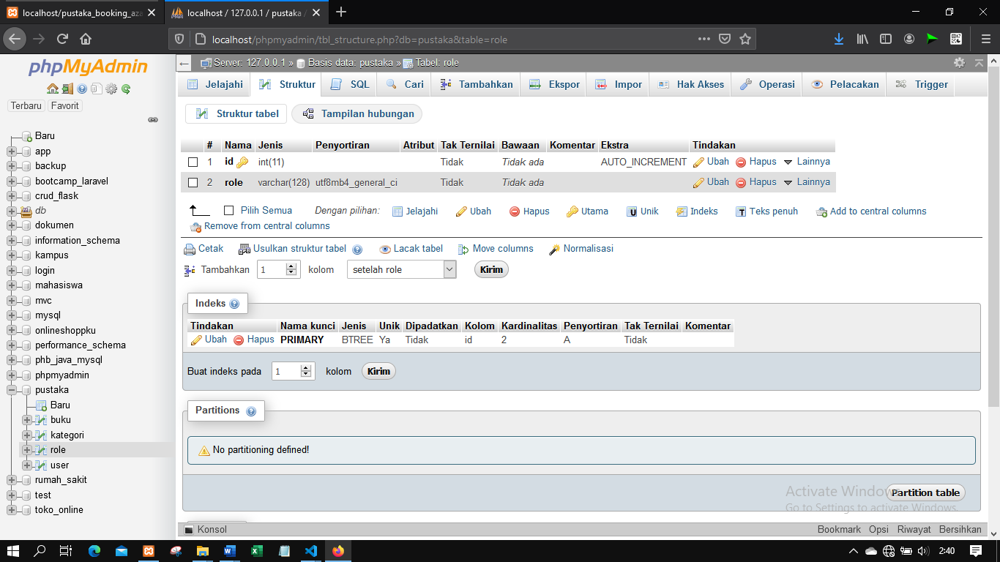 localhost/pustaka_booking_aza
localhost / 127.0.0.1 / pustaka /
localhost/phpmyadmin/tbl_structure.php?db=pustaka&table=role
phpMyAdmin
Terbaru Favorit
Baru
app
backup
bootcamp_laravel
crud_flask
db
dokumen
information_schema
kampus
login
mahasiswa
mvc
mysql
onlineshoppku
performance_schema
phb_java_mysql
phpmyadmin
pustaka
Baru
buku
kategori
role
user
rumah_sakit
test
toko_online
Server: 127.0.0.1 » Basis data: pustaka » Tabel: role
Jelajahi Struktur SQL Cari Tambahkan Ekspor Impor Hak Akses Operasi Pelacakan Trigger
Struktur tabel Tampilan hubungan
# Nama Jenis Penyortiran Atribut Tak Ternilai Bawaan Komentar Ekstra Tindakan
1 id int(11) Tidak Tidak ada AUTO_INCREMENT Ubah Hapus Lainnya
2 role varchar(128) utf8mb4_general_ci Tidak Tidak ada Ubah Hapus Lainnya
Pilih Semua Dengan pilihan: Jelajahi Ubah Hapus Utama Unik Indeks Teks penuh Add to central columns
Remove from central columns
Cetak Usulkan struktur tabel Lacak tabel Move columns Normalisasi
Tambahkan 1 kolom setelah role Kirim
Indeks
Tindakan Nama kunci Jenis Unik Dipadatkan Kolom Kardinalitas Penyortiran Tak Ternilai Komentar
Ubah Hapus PRIMARY BTREE Ya Tidak id 2 A Tidak
Buat indeks pada 1 kolom Kirim
Partitions
No partitioning defined!
Partition table
Activate Windows
Go to Settings to activate Windows.
Konsol Bookmark Opsi Riwayat Bersihkan
2:40